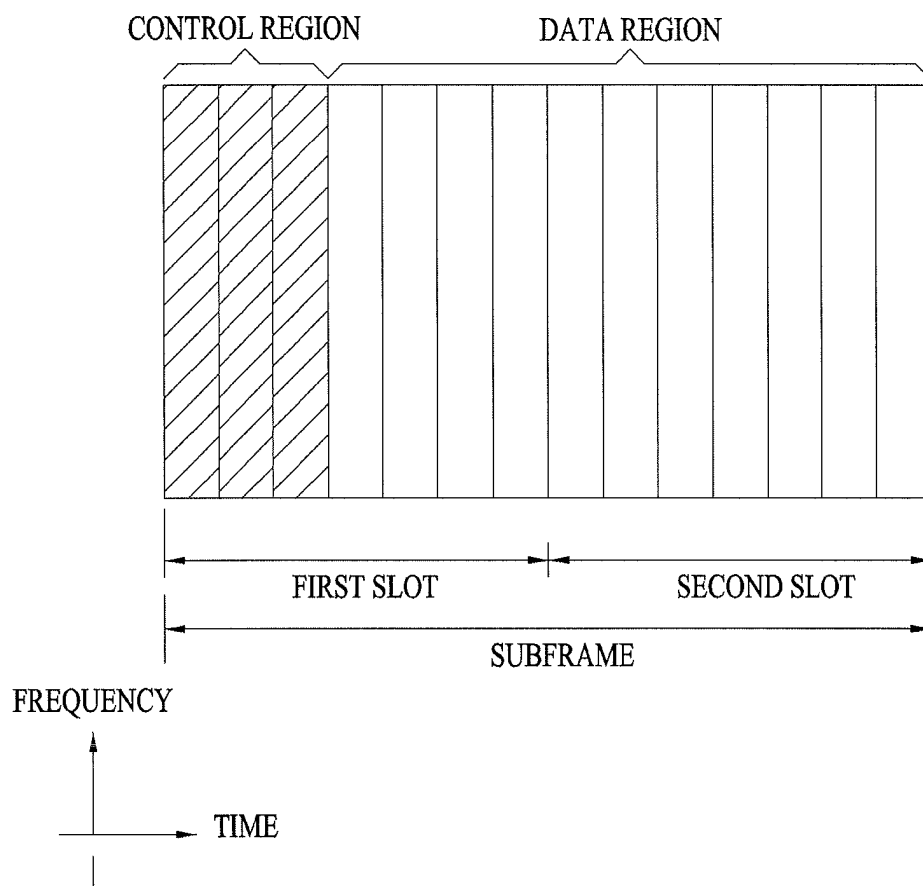 CONTROL REGION
DATA REGION
FIRST SLOT
SECOND SLOT
SUBFRAME
FREQUENCY
TIME